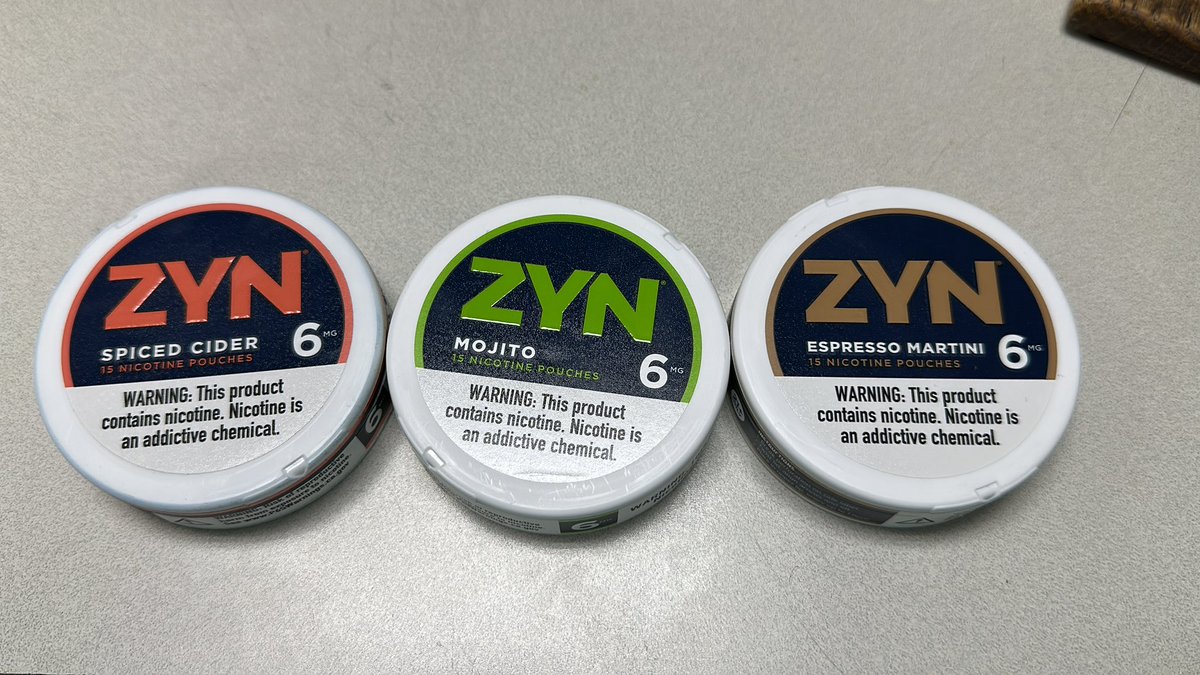 ZYN®
SPICED CIDER
15 NICOTINE POUCHES
6 MG
WARNING: This product
contains nicotine. Nicotine is
an addictive chemical.
6
ZYN®
MOJITO
15 NICOTINE POUCHES
6 MG
WARNING: This product
contains nicotine. Nicotine is
an addictive chemical.
6
ZYN®
ESPRESSO MARTINI
15 NICOTINE POUCHES
6 MG
WARNING: This product
contains nicotine. Nicotine is
an addictive chemical.